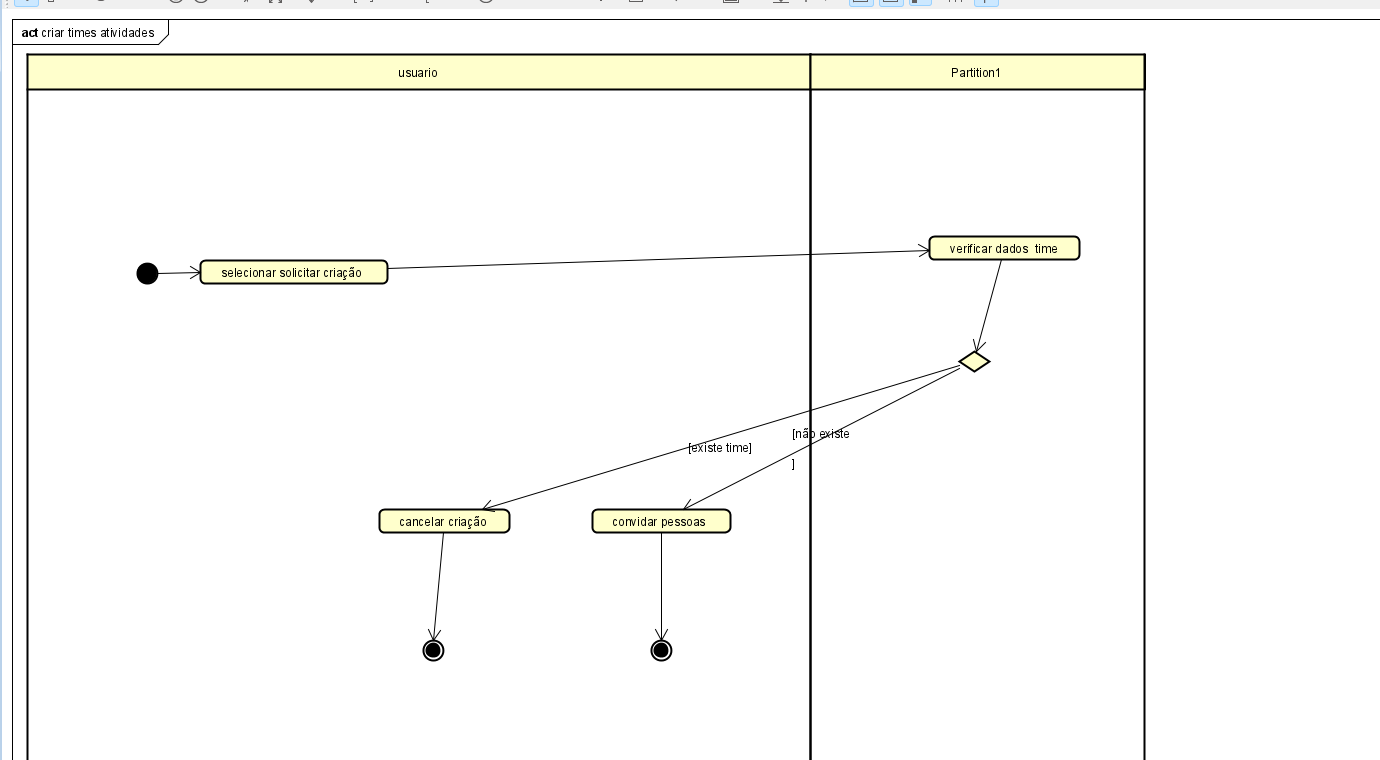 act criar times atividades
usuario
Partition1
verificar dados  time
selecionar solicitar criação
[não existe
]
[existe time]
cancelar criação
convidar pessoas